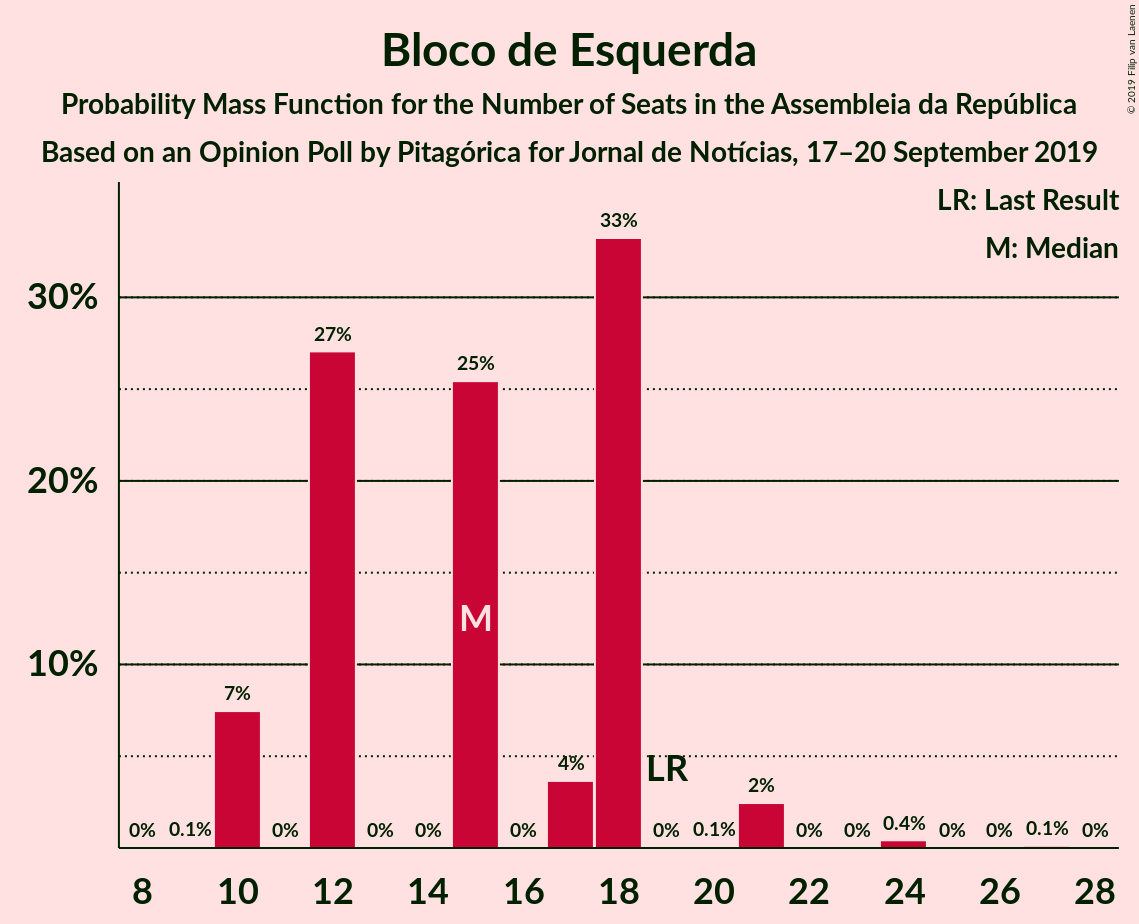 Bloco de Esquerda
Probability Mass Function for the Number of Seats in the Assembleia da República
Based on an Opinion Poll by Pitagórica for Jornal de Notícias, 17–20 September 2019
© 2019 Filip van Laenen
LR: Last Result
M: Median
33%
30%
27%
25%
20%
M
10%
7%
4%
LR
2%
0% 0.1% 0% 0% 0% 0% 0% 0.1% 0% 0% 0.4% 0% 0% 0.1% 0%
8 10 12 14 16 18 20 22 24 26 28